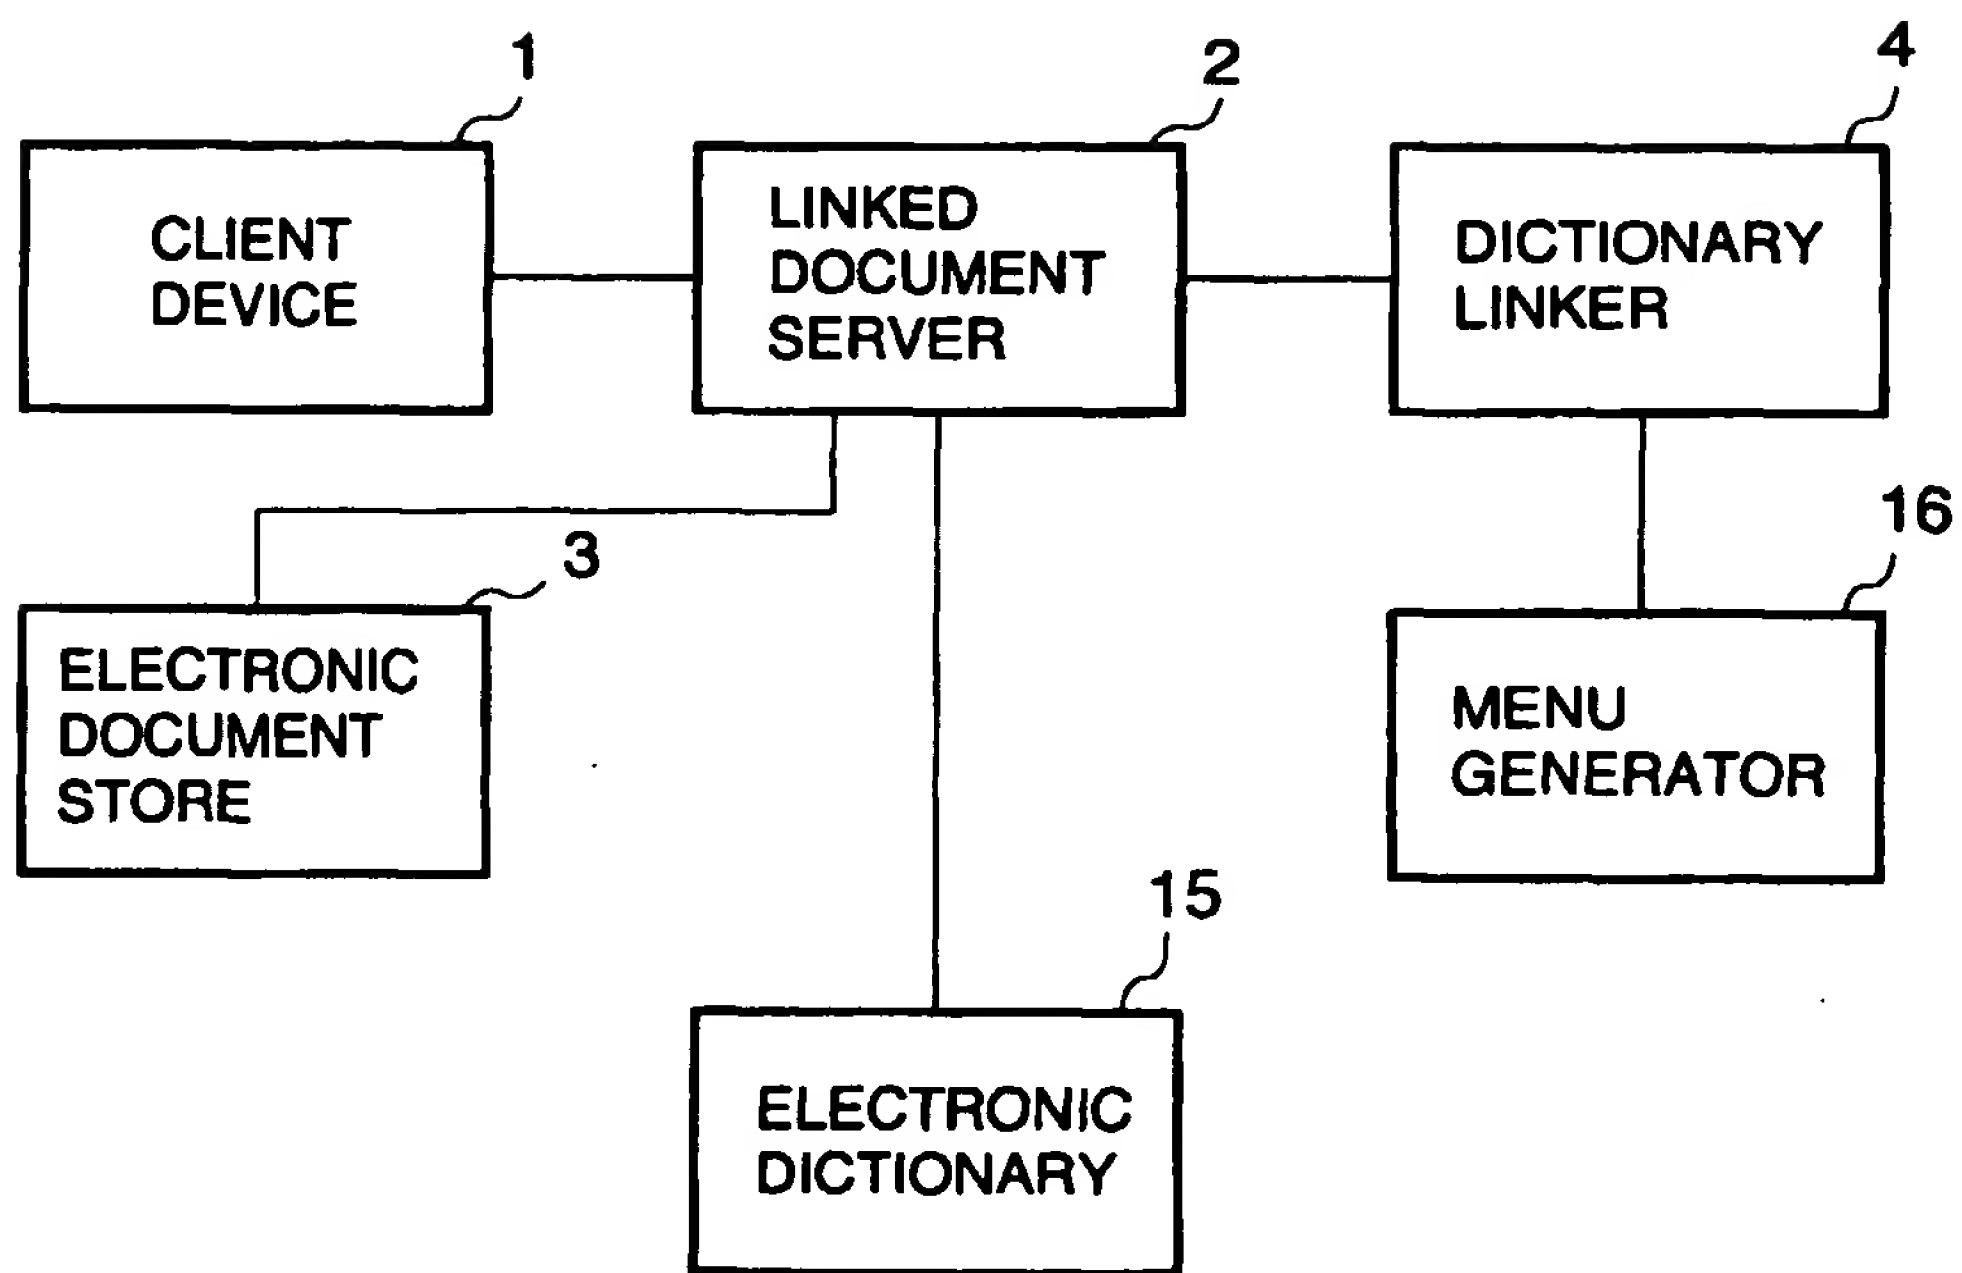 1
CLIENT
DEVICE
2
LINKED
DOCUMENT
SERVER
4
DICTIONARY
LINKER
3
ELECTRONIC
DOCUMENT
STORE
16
MENU
GENERATOR
15
ELECTRONIC
DICTIONARY